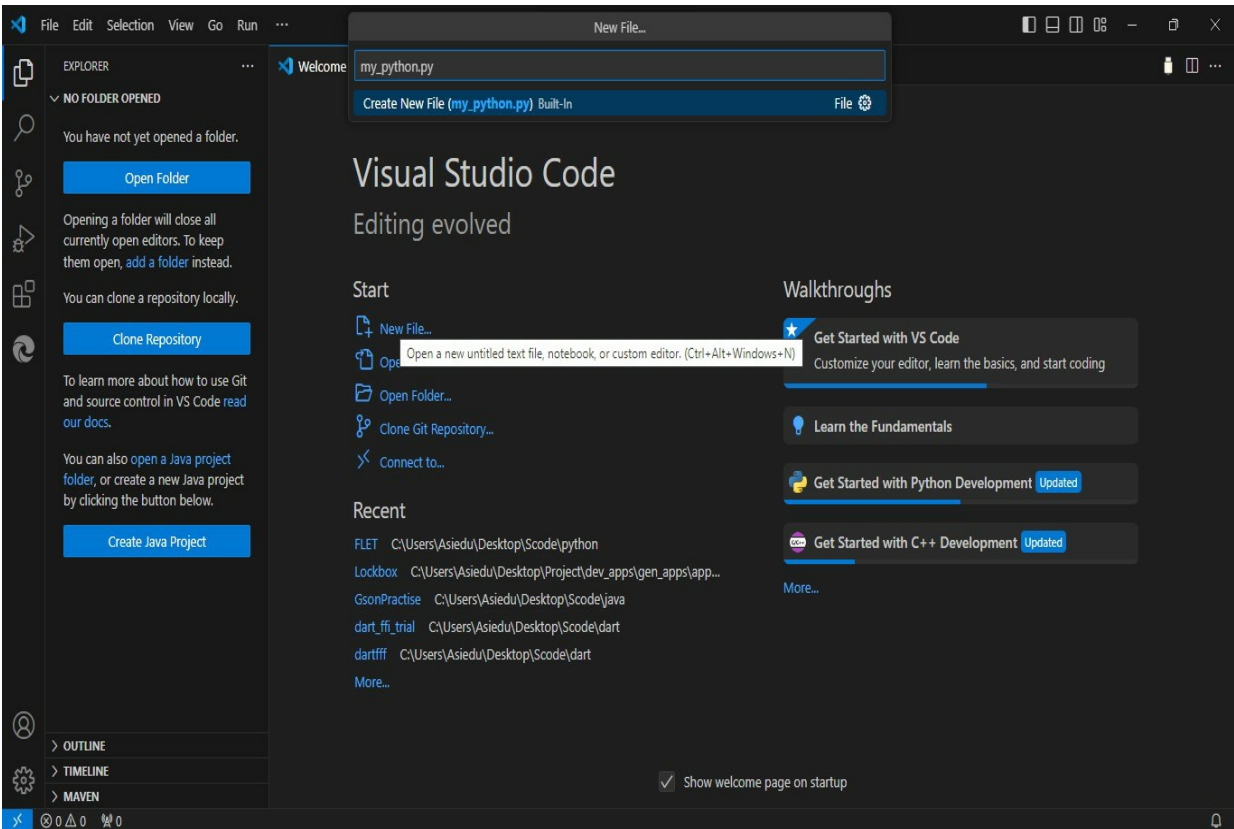 File Edit Selection View Go Run ···
New File...
my_python.py
Create New File (my_python.py) Built-In
File
EXPLORER
NO FOLDER OPENED
You have not yet opened a folder.
Open Folder
Opening a folder will close all
currently open editors. To keep
them open, add a folder instead.
You can clone a repository locally.
Clone Repository
To learn more about how to use Git
and source control in VS Code read
our docs.
You can also open a Java project
folder, or create a new Java project
by clicking the button below.
Create Java Project
OUTLINE
TIMELINE
MAVEN
0 0 0
Welcome
Visual Studio Code
Editing evolved
Start
New File...
Open a new untitled text file, notebook, or custom editor. (Ctrl+Alt+Windows+N)
Open Folder...
Clone Git Repository...
Connect to...
Recent
FLET C:\Users\Asiedu\Desktop\Scode\python
Lockbox C:\Users\Asiedu\Desktop\Project\dev_apps\gen_apps\app...
GsonPractise C:\Users\Asiedu\Desktop\Scode\java
dart_ffi_trial C:\Users\Asiedu\Desktop\Scode\dart
dartfff C:\Users\Asiedu\Desktop\Scode\dart
More...
Walkthroughs
Get Started with VS Code
Customize your editor, learn the basics, and start coding
Learn the Fundamentals
Get Started with Python Development Updated
C/C++ Get Started with C++ Development Updated
More...
Show welcome page on startup